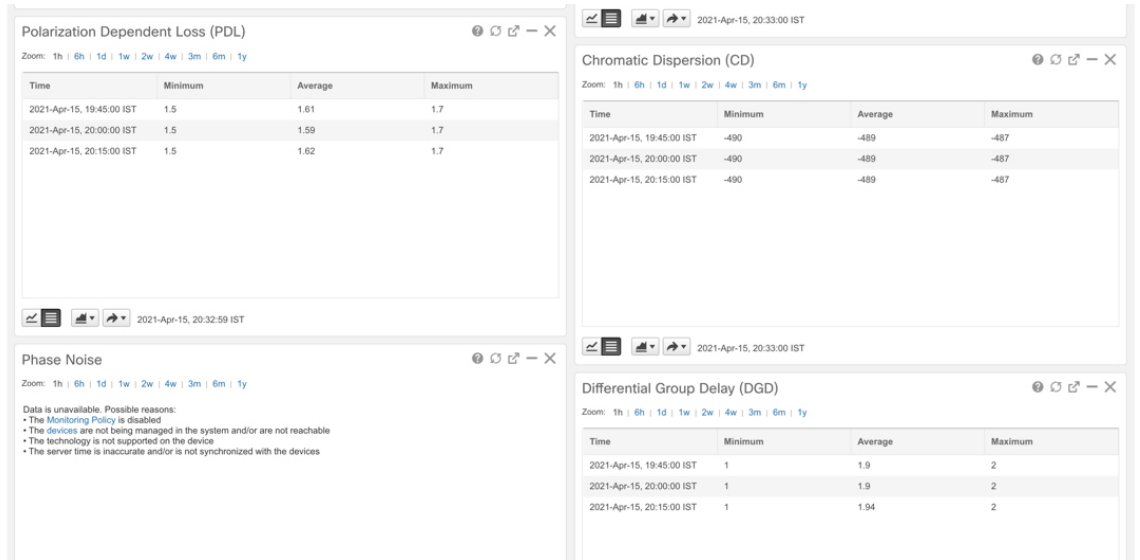 Polarization Dependent Loss (PDL)
Zoom: 1h | 6h | 1d | 1w | 2w | 4w | 3m | 6m | 1y
Time Minimum Average Maximum
2021-Apr-15, 19:45:00 IST 1.5 1.61 1.7
2021-Apr-15, 20:00:00 IST 1.5 1.59 1.7
2021-Apr-15, 20:15:00 IST 1.5 1.62 1.7
2021-Apr-15, 20:32:59 IST
Phase Noise
Zoom: 1h | 6h | 1d | 1w | 2w | 4w | 3m | 6m | 1y
Data is unavailable. Possible reasons:
• The Monitoring Policy is disabled
• The devices are not being managed in the system and/or are not reachable
• The technology is not supported on the device
• The server time is inaccurate and/or is not synchronized with the devices
2021-Apr-15, 20:33:00 IST
Chromatic Dispersion (CD)
Zoom: 1h | 6h | 1d | 1w | 2w | 4w | 3m | 6m | 1y
Time Minimum Average Maximum
2021-Apr-15, 19:45:00 IST -490 -489 -487
2021-Apr-15, 20:00:00 IST -490 -489 -487
2021-Apr-15, 20:15:00 IST -490 -489 -487
2021-Apr-15, 20:33:00 IST
Differential Group Delay (DGD)
Zoom: 1h | 6h | 1d | 1w | 2w | 4w | 3m | 6m | 1y
Time Minimum Average Maximum
2021-Apr-15, 19:45:00 IST 1 1.9 2
2021-Apr-15, 20:00:00 IST 1 1.9 2
2021-Apr-15, 20:15:00 IST 1 1.94 2